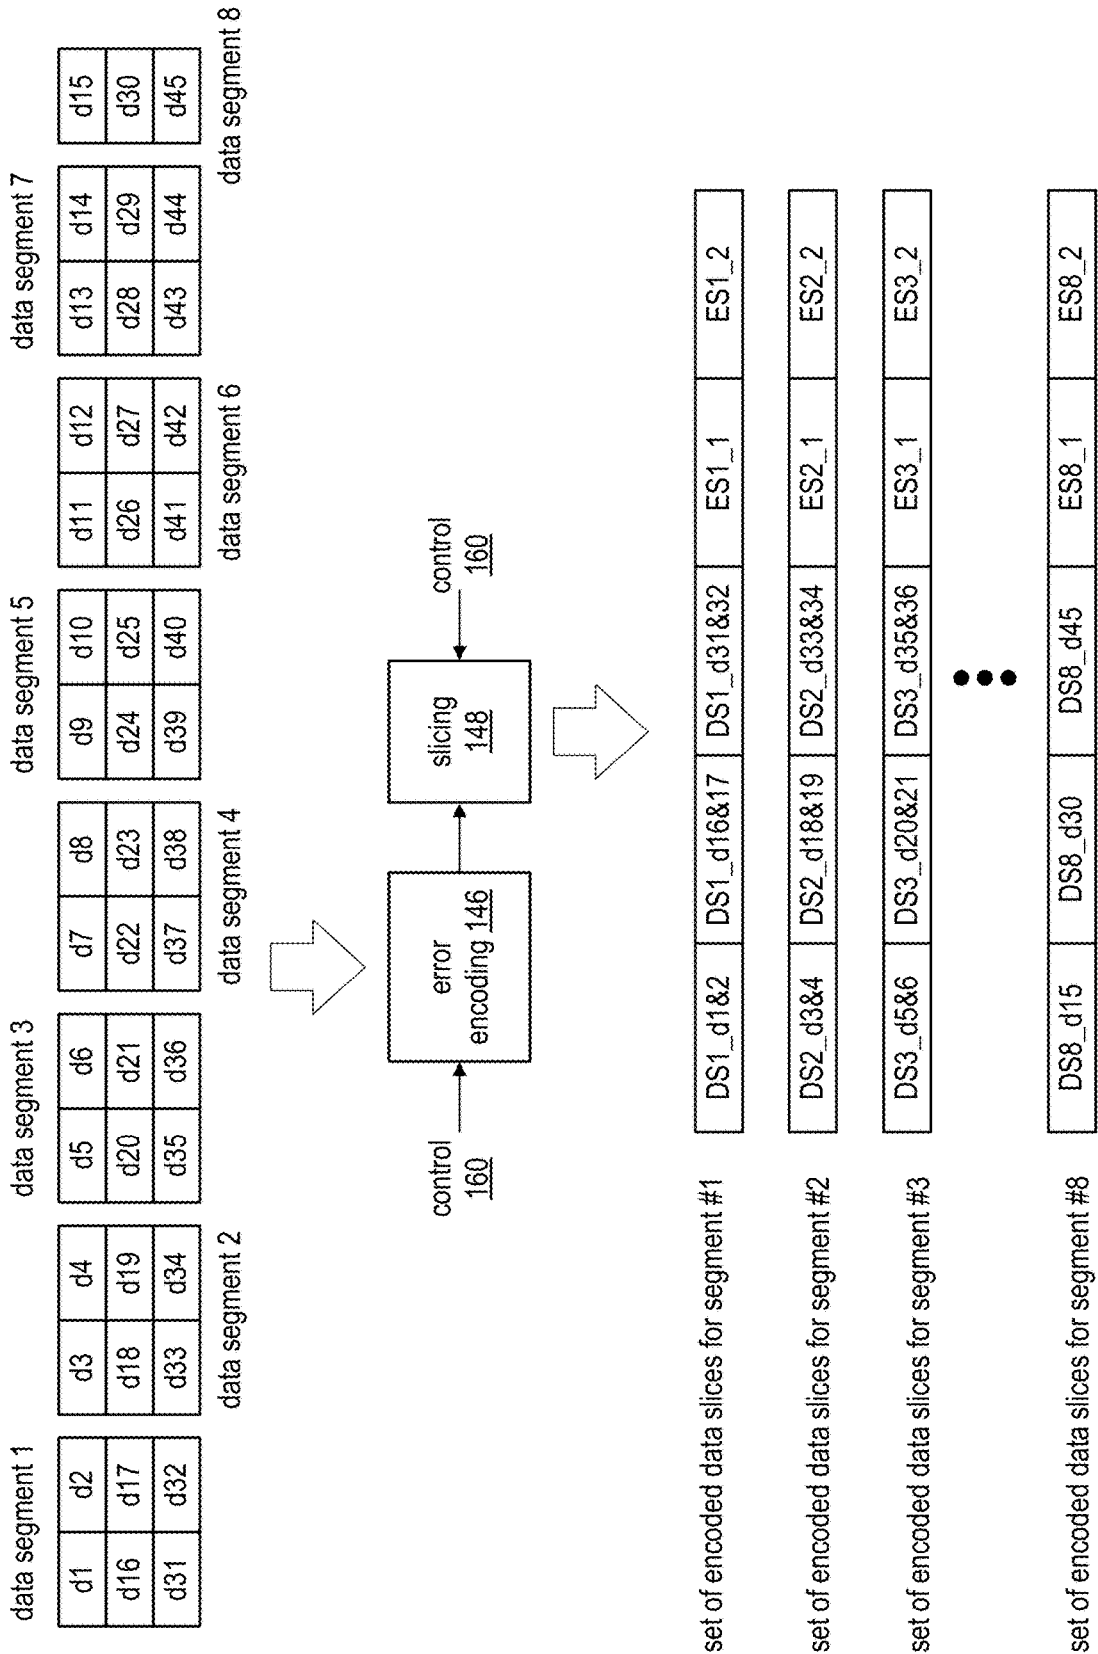 data segment 1
data segment 3
data segment 5
data segment 7
d1 d2 d3 d4 d5 d6 d7 d8 d9 d10 d11 d12 d13 d14 d15
d16 d17 d18 d19 d20 d21 d22 d23 d24 d25 d26 d27 d28 d29 d30
d31 d32 d33 d34 d35 d36 d37 d38 d39 d40 d41 d42 d43 d44 d45
data segment 2
data segment 4
data segment 6
data segment 8
control
160
error
encoding 146
slicing
148
control
160
set of encoded data slices for segment #1
DS1_d1&2 DS1_d16&17 DS1_d31&32 ES1_1 ES1_2
set of encoded data slices for segment #2
DS2_d3&4 DS2_d18&19 DS2_d33&34 ES2_1 ES2_2
set of encoded data slices for segment #3
DS3_d5&6 DS3_d20&21 DS3_d35&36 ES3_1 ES3_2
set of encoded data slices for segment #8
DS8_d15 DS8_d30 DS8_d45 ES8_1 ES8_2